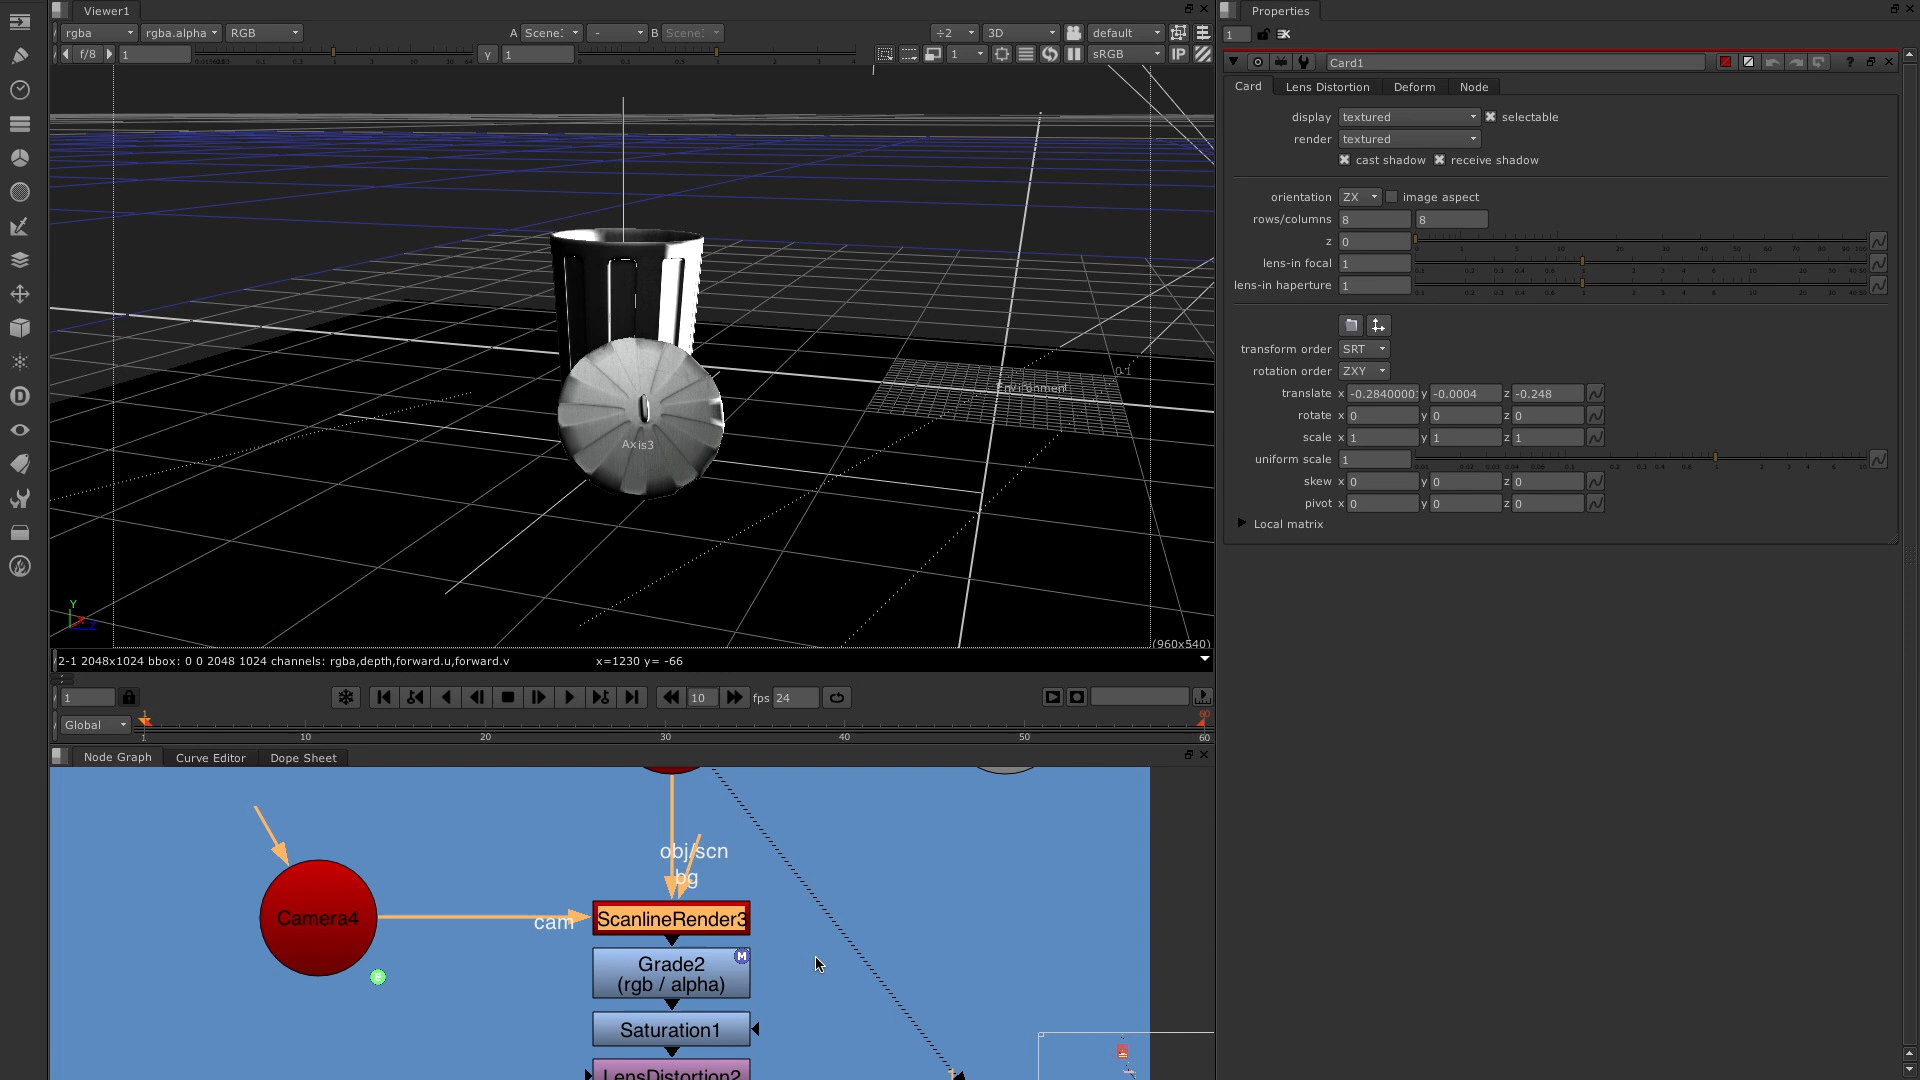 Viewer1
Properties
rgba rgba.alpha RGB A Scene: - B Scene: ÷2 3D default
f/8 1 y 1 1 sRGB IP
1
Card1 ?
Card Lens Distortion Deform Node
display textured selectable
render textured
cast shadow receive shadow
orientation ZX image aspect
rows/columns 8 8
z 0
lens-in focal 1
lens-in haperture 1
transform order SRT
rotation order ZXY
translate x -0.2840000 y -0.0004 z -0.248
rotate x 0 y 0 z 0
scale x 1 y 1 z 1
uniform scale 1
skew x 0 y 0 z 0
pivot x 0 y 0 z 0
Local matrix
Environment
Axis3
Y
Z
(960x540)
2-1 2048x1024 bbox: 0 0 2048 1024 channels: rgba,depth,forward.u,forward.v x=1230 y= -66
1 10 fps 24
Global 1 10 20 30 40 50 60
Node Graph Curve Editor Dope Sheet
obj/scn
bg
Camera4
cam
ScanlineRender3
Grade2
(rgb / alpha)
M
Saturation1
LensDistortion2